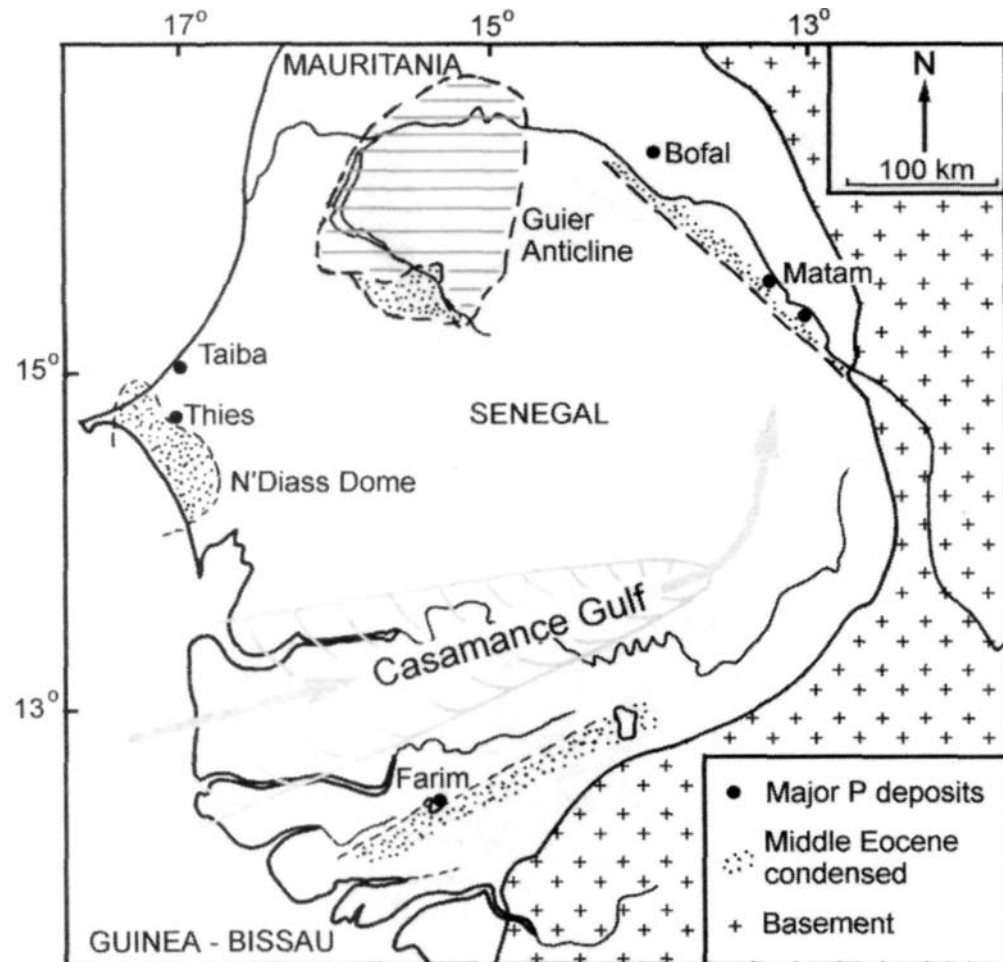 17° 15° 13°
MAURITANIA
N
100 km
Bofal
Guier
Anticline
Matam
15°
Taiba
Thies
SENEGAL
N'Diass Dome
Casamance Gulf
13°
Farim
Major P deposits
Middle Eocene
condensed
Basement
GUINEA - BISSAU